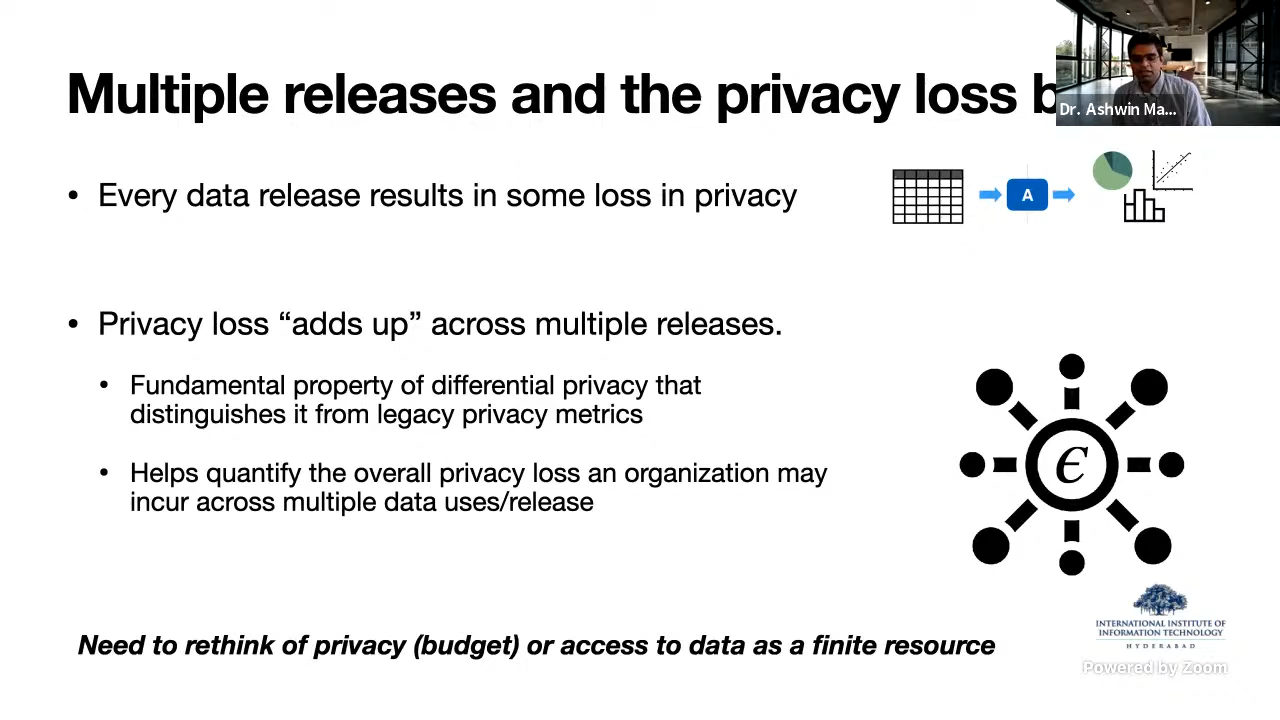 Multiple releases and the privacy loss
Dr. Ashwin Ma...
• Every data release results in some loss in privacy
A
• Privacy loss “adds up” across multiple releases.
• Fundamental property of differential privacy that
distinguishes it from legacy privacy metrics
• Helps quantify the overall privacy loss an organization may
incur across multiple data uses/release
ϵ
Need to rethink of privacy (budget) or access to data as a finite resource
INTERNATIONAL INSTITUTE OF
INFORMATION TECHNOLOGY
HYDERABAD
Powered by Zoom